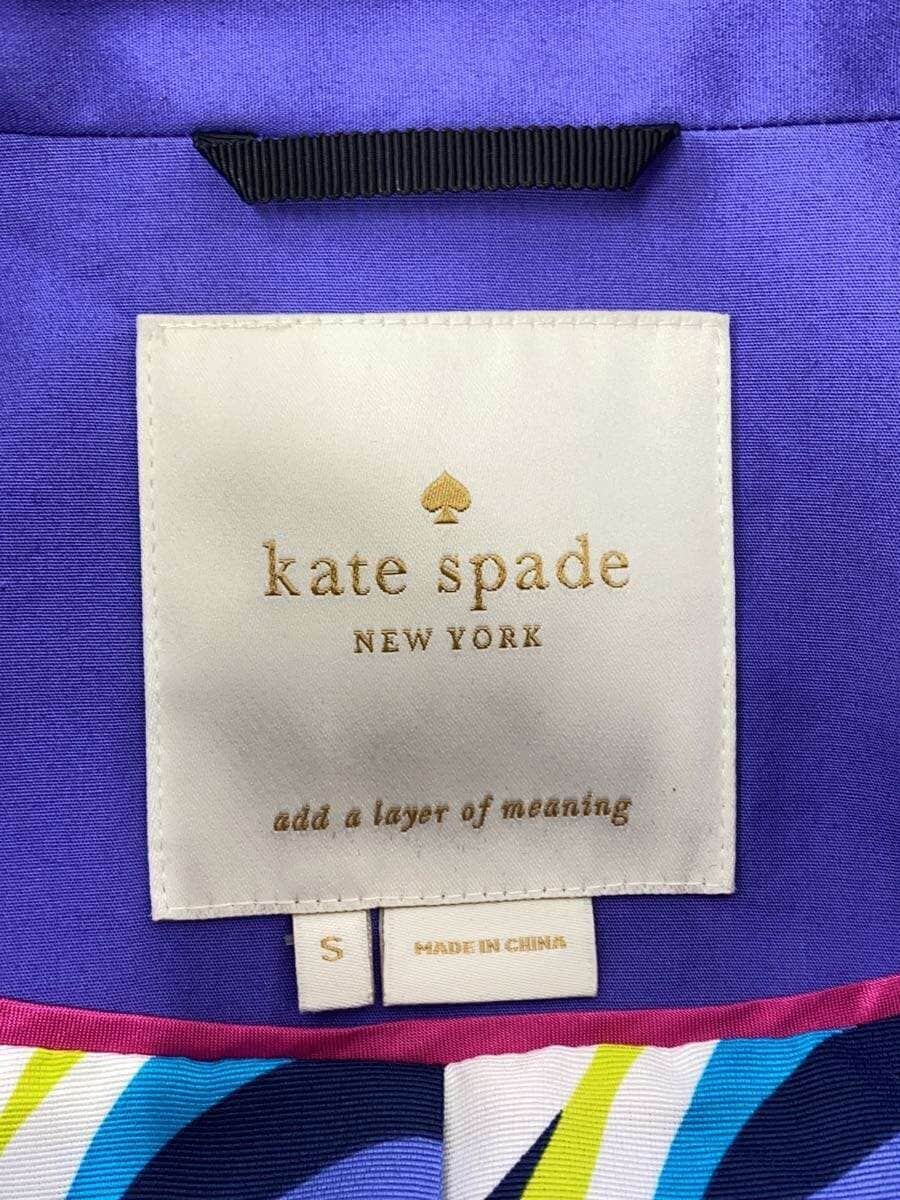 kate spade
NEW YORK
add a layer of meaning
S
MADE IN CHINA